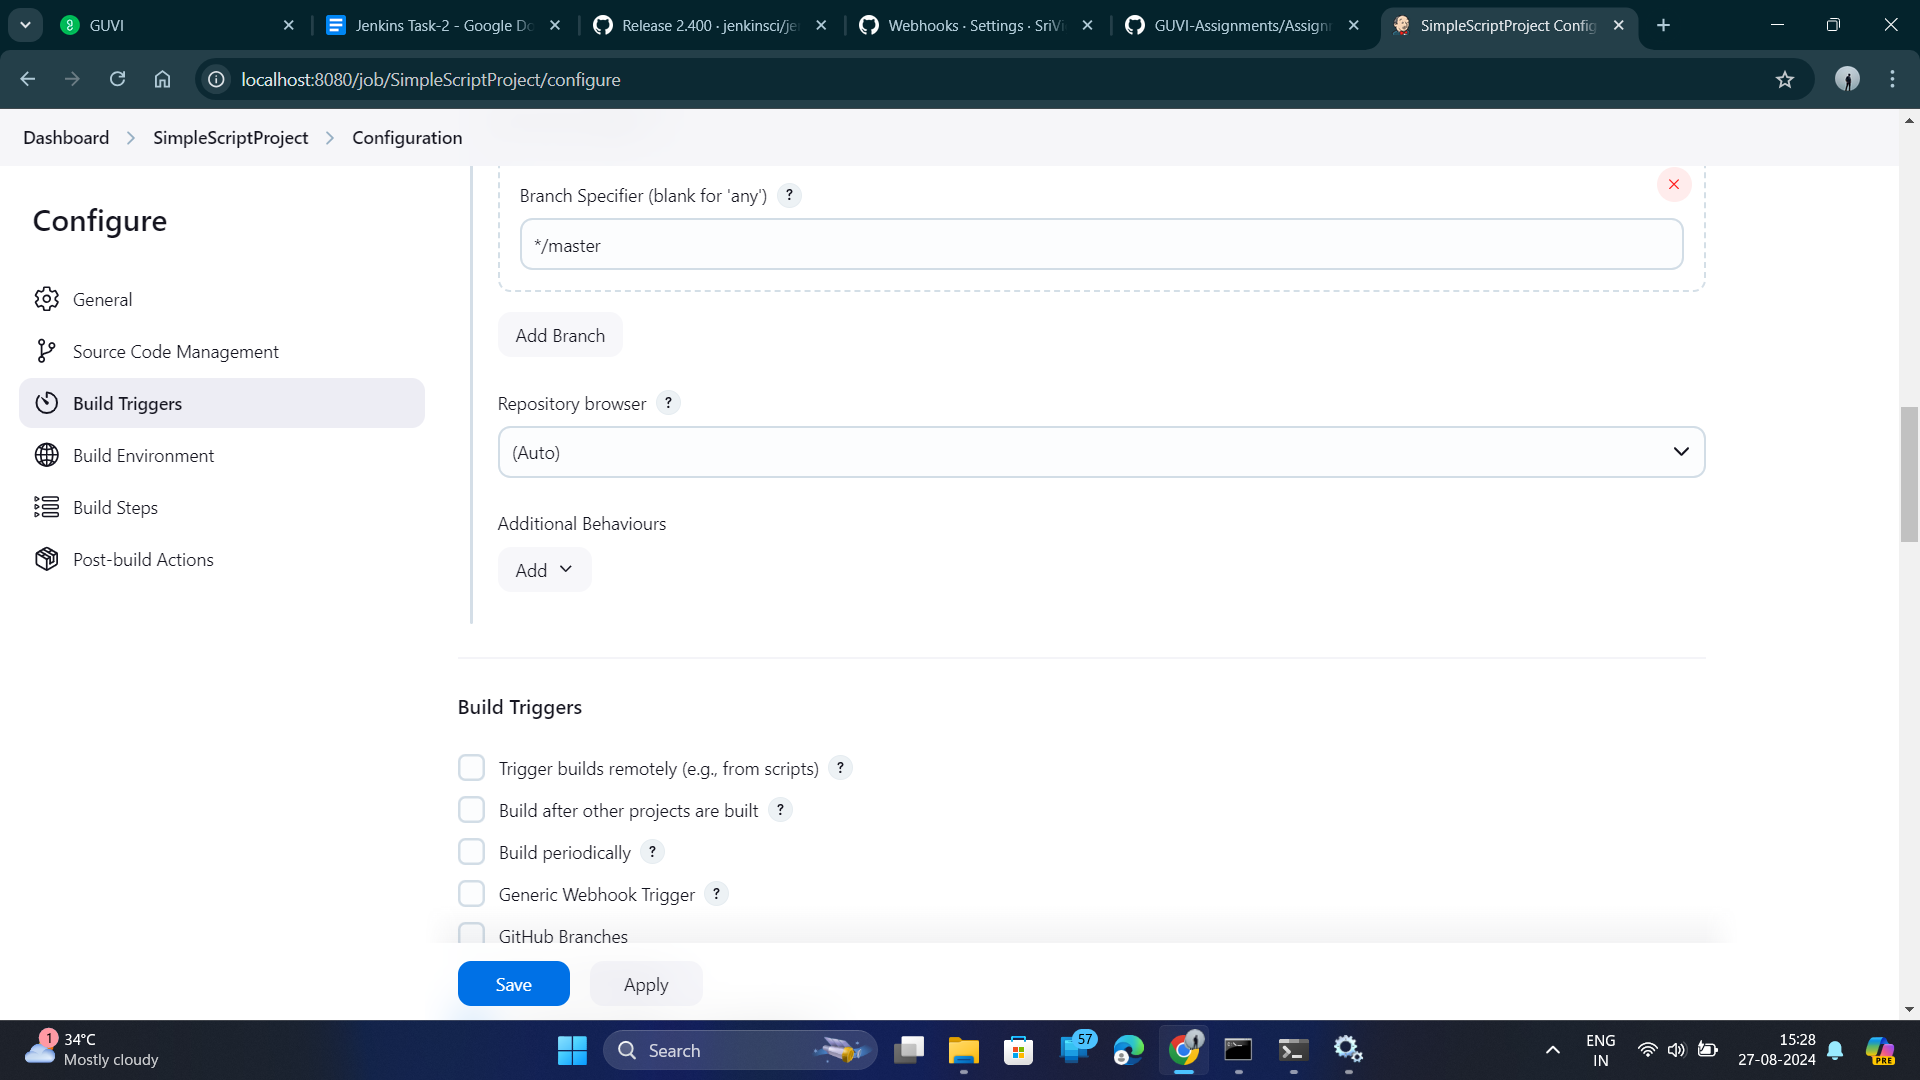 GUVI
Jenkins Task-2 - Google Do
Release 2.400 · jenkinsci/je
Webhooks · Settings · SriVi
GUVI-Assignments/Assignm
SimpleScriptProject Config
localhost:8080/job/SimpleScriptProject/configure
Dashboard
SimpleScriptProject
Configuration
Configure
General
Source Code Management
Build Triggers
Build Environment
Build Steps
Post-build Actions
Branch Specifier (blank for 'any') ?
*/master
Add Branch
Repository browser ?
(Auto)
Additional Behaviours
Add
Build Triggers
Trigger builds remotely (e.g., from scripts) ?
Build after other projects are built ?
Build periodically ?
Generic Webhook Trigger ?
GitHub Branches
Save
Apply
1
34°C
Mostly cloudy
Search
57
ENG
IN
15:28
27-08-2024
PRE